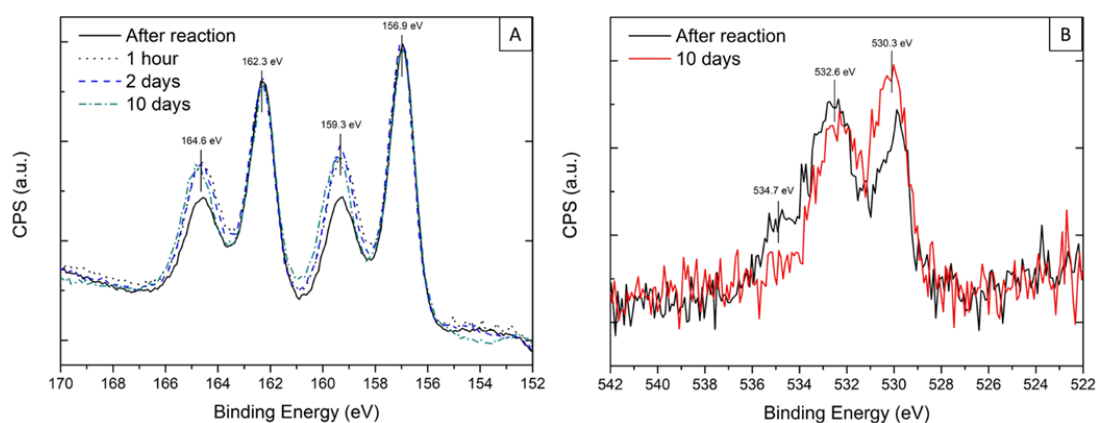 A
After reaction
1 hour
2 days
10 days
164.6 eV
162.3 eV
159.3 eV
156.9 eV
CPS (a.u.)
170 168 166 164 162 160 158 156 154 152
Binding Energy (eV)
B
After reaction
10 days
534.7 eV
532.6 eV
530.3 eV
CPS (a.u.)
542 540 538 536 534 532 530 528 526 524 522
Binding Energy (eV)